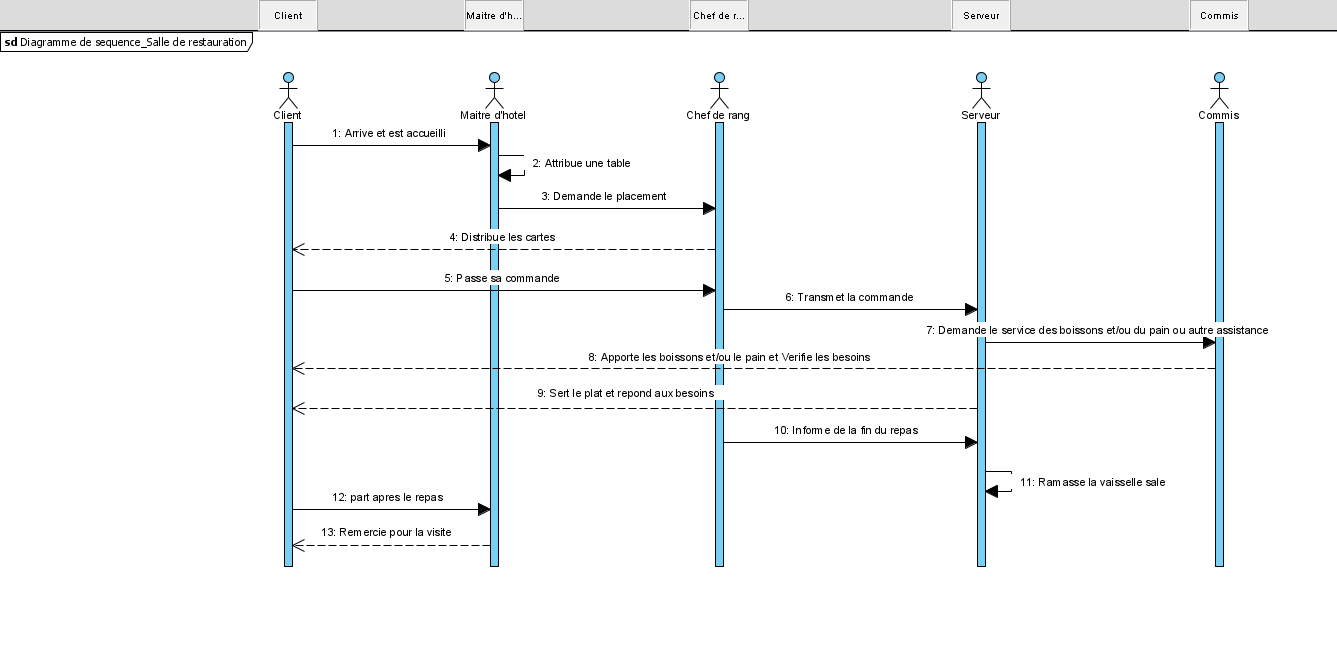 Client
Maitre d'h...
Chef de r...
Serveur
Commis
sd Diagramme de sequence_Salle de restauration
Client
Maitre d'hotel
Chef de rang
Serveur
Commis
1: Arrive et est accueilli
2: Attribue une table
3: Demande le placement
4: Distribue les cartes
5: Passe sa commande
6: Transmet la commande
7: Demande le service des boissons et/ou du pain ou autre assistance
8: Apporte les boissons et/ou le pain et Verifie les besoins
9: Sert le plat et repond aux besoins
10: Informe de la fin du repas
11: Ramasse la vaisselle sale
12: part apres le repas
13: Remercie pour la visite